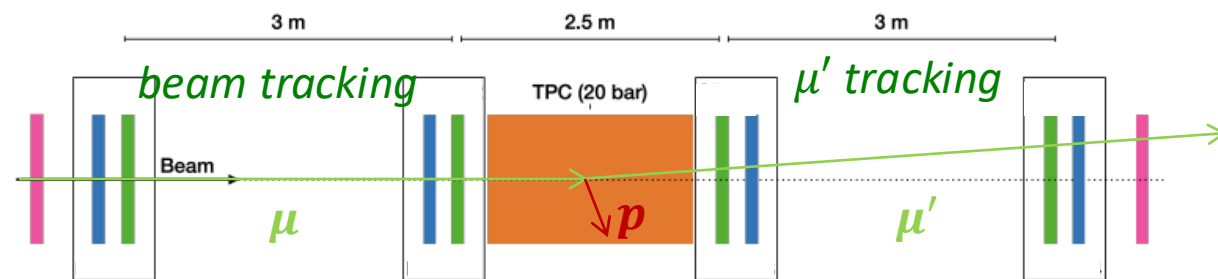 3 m 2.5 m 3 m
beam tracking μ′ tracking
TPC (20 bar)
Beam
μ p μ′